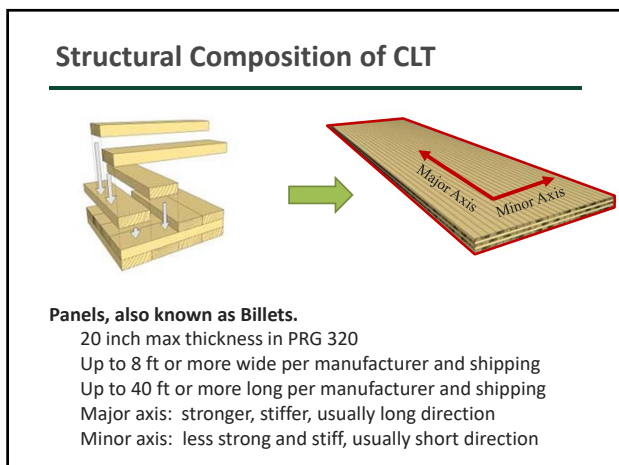 Structural Composition of CLT
Major Axis
Minor Axis
Panels, also known as Billets.
20 inch max thickness in PRG 320
Up to 8 ft or more wide per manufacturer and shipping
Up to 40 ft or more long per manufacturer and shipping
Major axis:  stronger, stiffer, usually long direction
Minor axis:  less strong and stiff, usually short direction